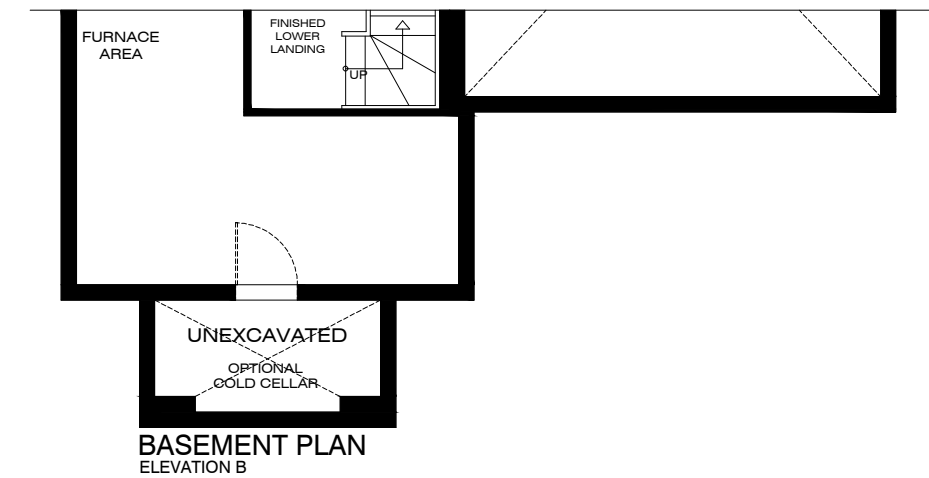 FURNACE
AREA
FINISHED
LOWER
LANDING
UP
UNEXCAVATED
OPTIONAL
COLD CELLAR
BASEMENT PLAN
ELEVATION B